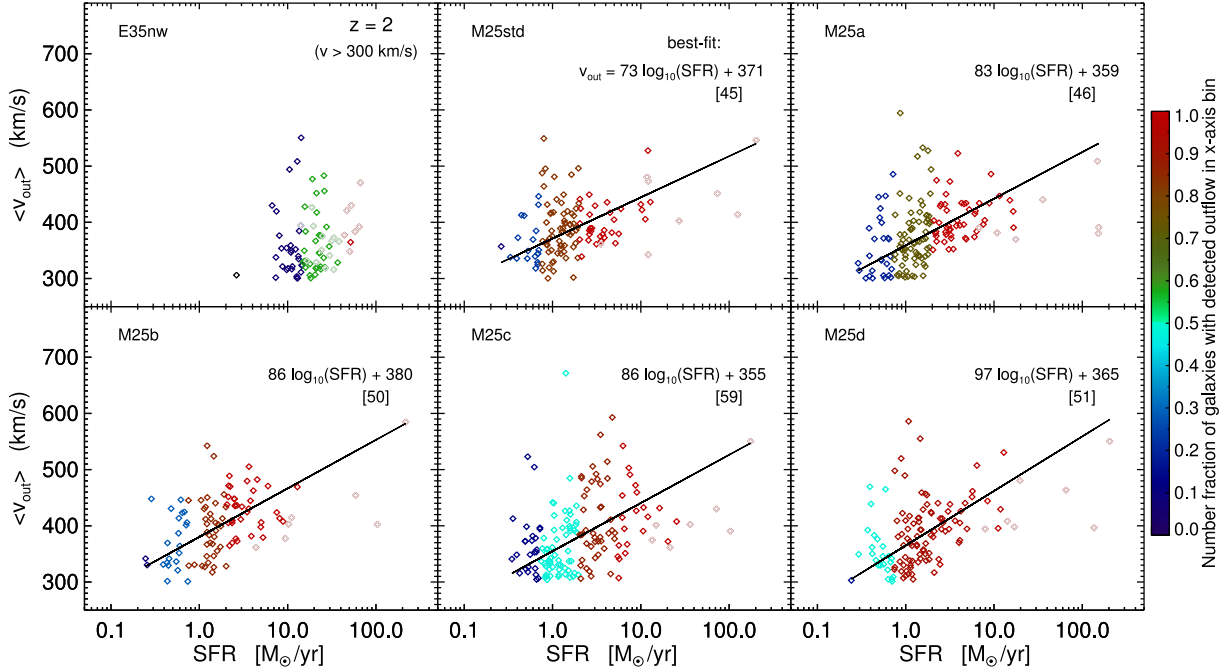 E35nw
z = 2
(v > 300 km/s)
M25std
best-fit:
v_out = 73 log10(SFR) + 371
[45]
M25a
83 log10(SFR) + 359
[46]
700
600
500
400
300
<v_out> (km/s)
M25b
86 log10(SFR) + 380
[50]
M25c
86 log10(SFR) + 355
[59]
M25d
97 log10(SFR) + 365
[51]
700
600
500
400
300
<v_out> (km/s)
0.1 1.0 10.0 100.0
0.1 1.0 10.0 100.0
0.1 1.0 10.0 100.0
SFR [M⊙/yr]
SFR [M⊙/yr]
SFR [M⊙/yr]
1.0
0.9
0.8
0.7
0.6
0.5
0.4
0.3
0.2
0.1
0.0
Number fraction of galaxies with detected outflow in x-axis bin